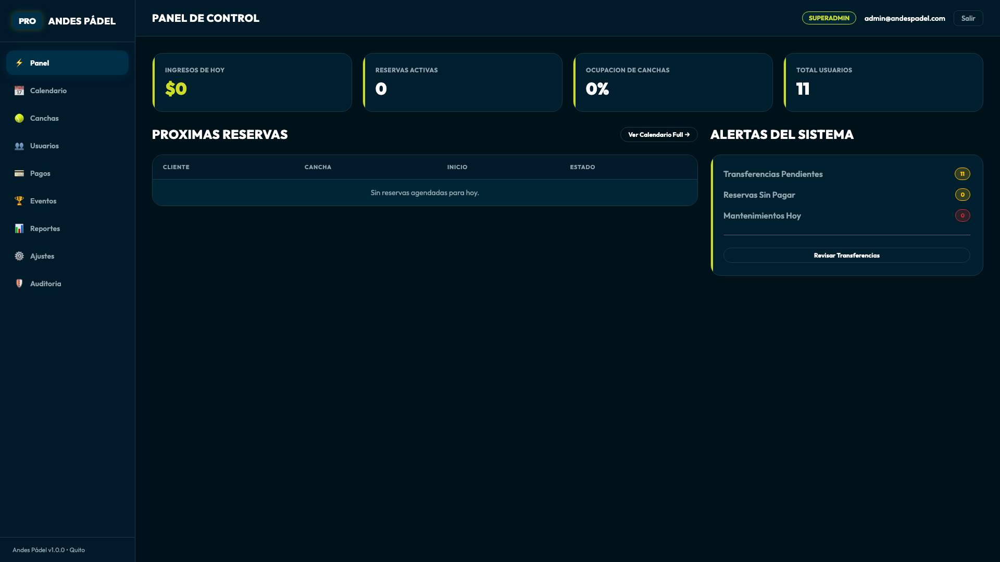 PRO ANDES PÁDEL
Panel
Calendario
Canchas
Usuarios
Pagos
Eventos
Reportes
Ajustes
Auditoria
Andes Pádel v1.0.0 • Quito
PANEL DE CONTROL
SUPERADMIN admin@andespadel.com Salir
INGRESOS DE HOY
$0
RESERVAS ACTIVAS
0
OCUPACION DE CANCHAS
0%
TOTAL USUARIOS
11
PROXIMAS RESERVAS
Ver Calendario Full →
CLIENTE CANCHA INICIO ESTADO
Sin reservas agendadas para hoy.
ALERTAS DEL SISTEMA
Transferencias Pendientes 11
Reservas Sin Pagar 0
Mantenimientos Hoy 0
Revisar Transferencias